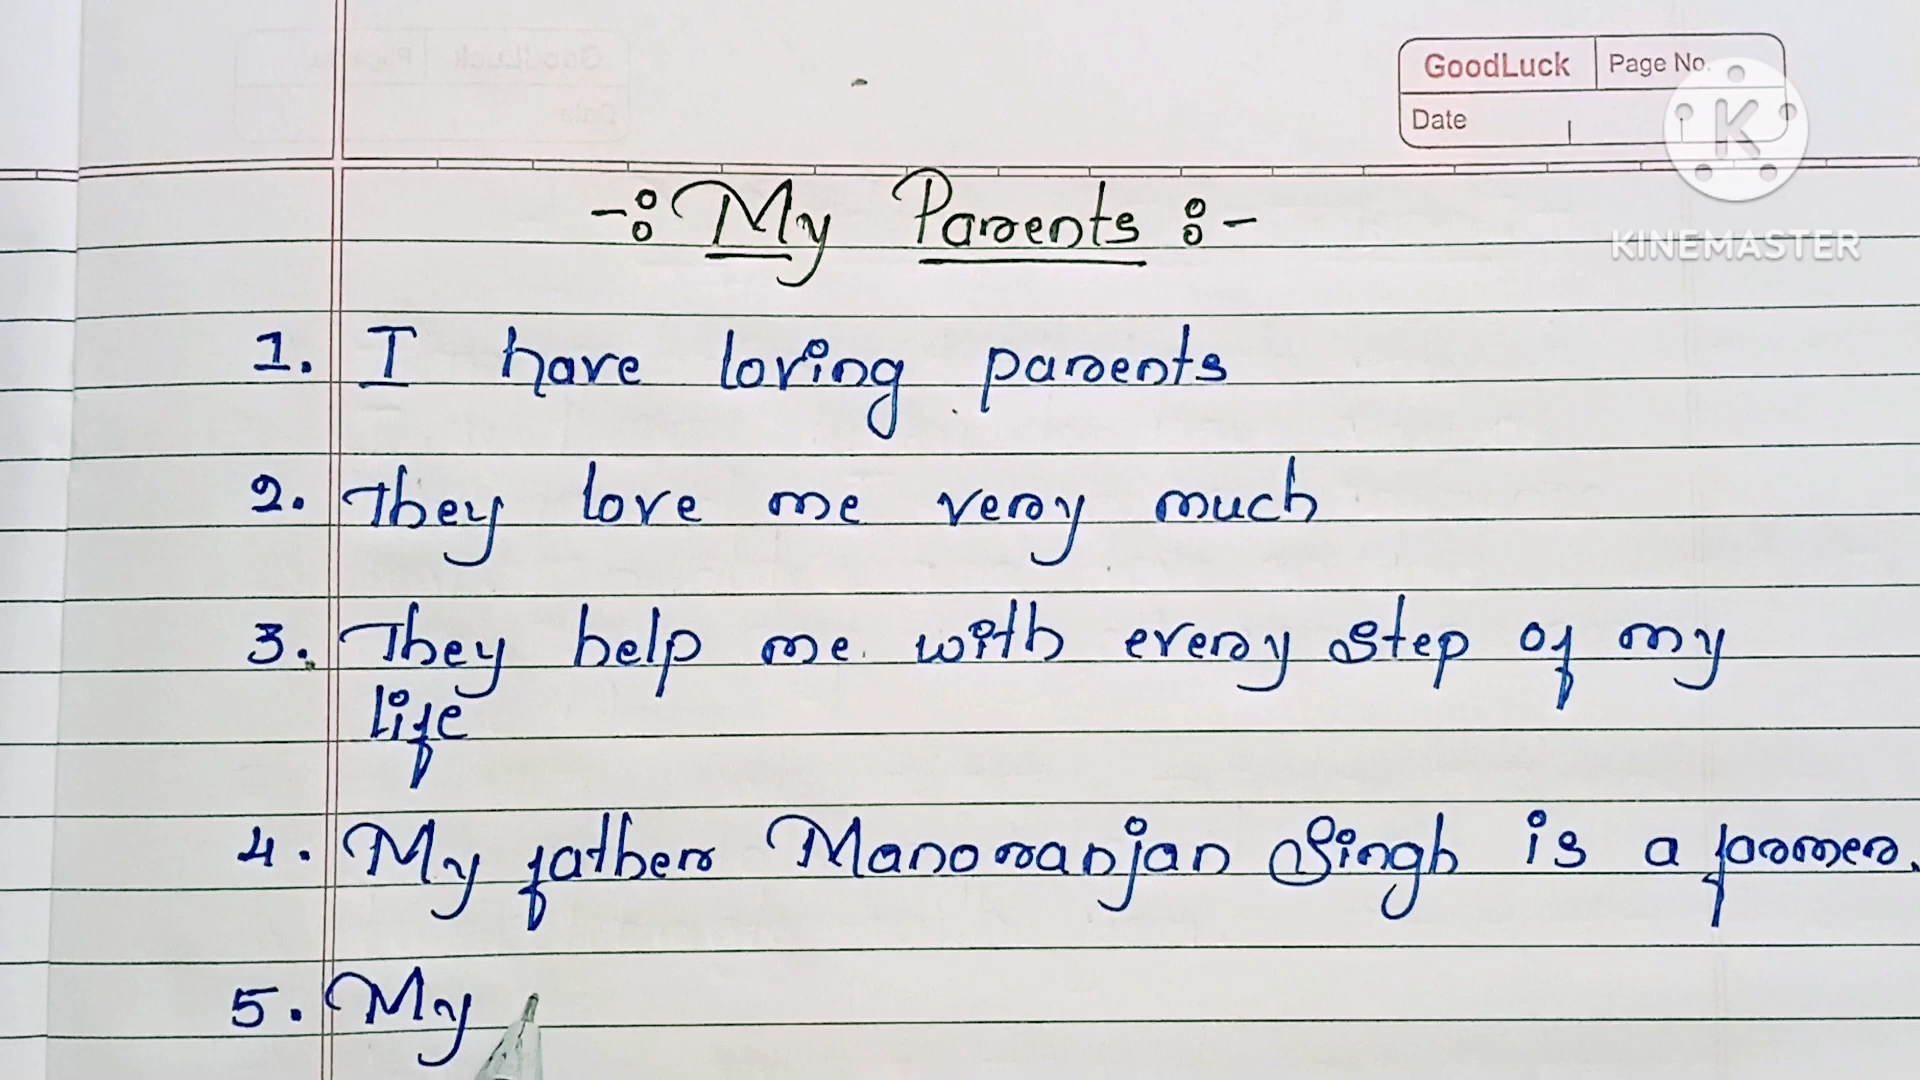 GoodLuck Page No.
Date
K
KINEMASTER
-: My Parents :-
1. I have loving parents
2. They love me very much
3. They help me with every step of my
life
4. My father Manoranjan Singh is a farmer.
5. My